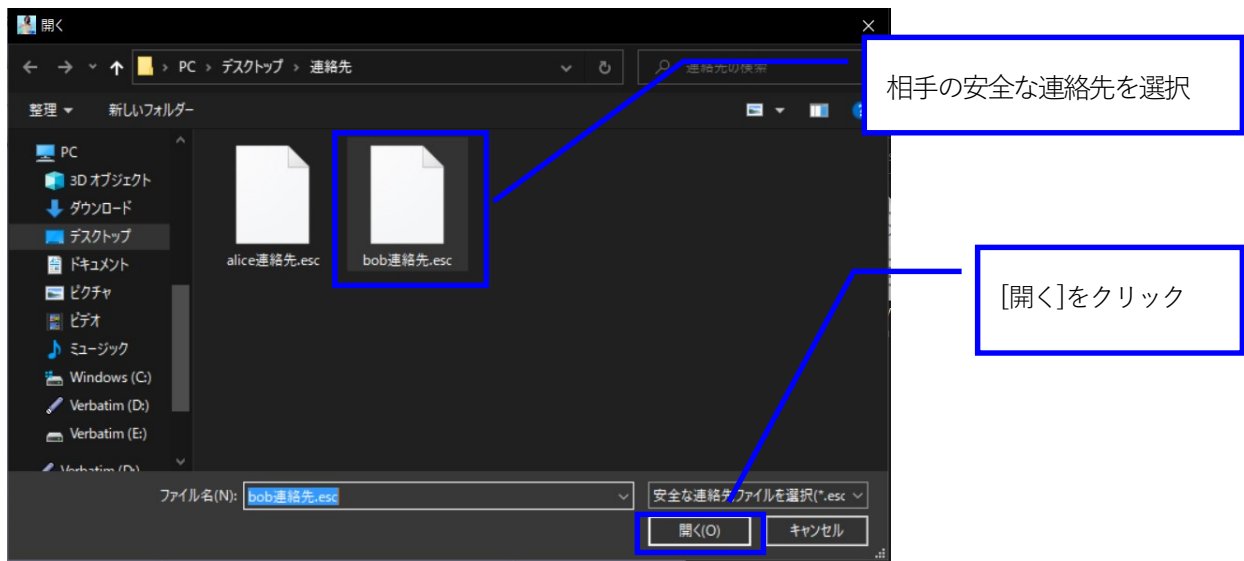 開く
PC › デスクトップ › 連絡先
連絡先の検索
相手の安全な連絡先を選択
整理
新しいフォルダー
PC
3D オブジェクト
ダウンロード
デスクトップ
ドキュメント
ピクチャ
ビデオ
ミュージック
Windows (C:)
Verbatim (D:)
Verbatim (E:)
Verbatim (D:)
alice連絡先.esc
bob連絡先.esc
[開く]をクリック
ファイル名(N):
bob連絡先.esc
安全な連絡先ファイルを選択(*.esc
開く(O)
キャンセル